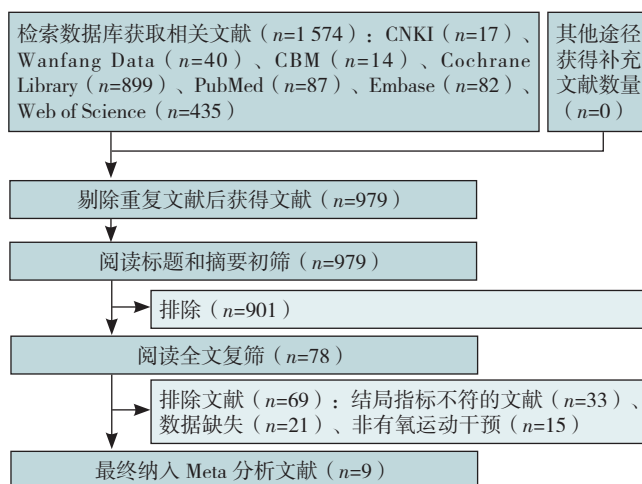 检索数据库获取相关文献（n=1 574）：CNKI（n=17）、
Wanfang Data（n=40）、CBM（n=14）、Cochrane
Library（n=899）、PubMed（n=87）、Embase（n=82）、
Web of Science（n=435）
其他途径
获得补充
文献数量
（n=0）
剔除重复文献后获得文献（n=979）
阅读标题和摘要初筛（n=979）
排除（n=901）
阅读全文复筛（n=78）
排除文献（n=69）：结局指标不符的文献（n=33）、
数据缺失（n=21）、非有氧运动干预（n=15）
最终纳入 Meta 分析文献（n=9）